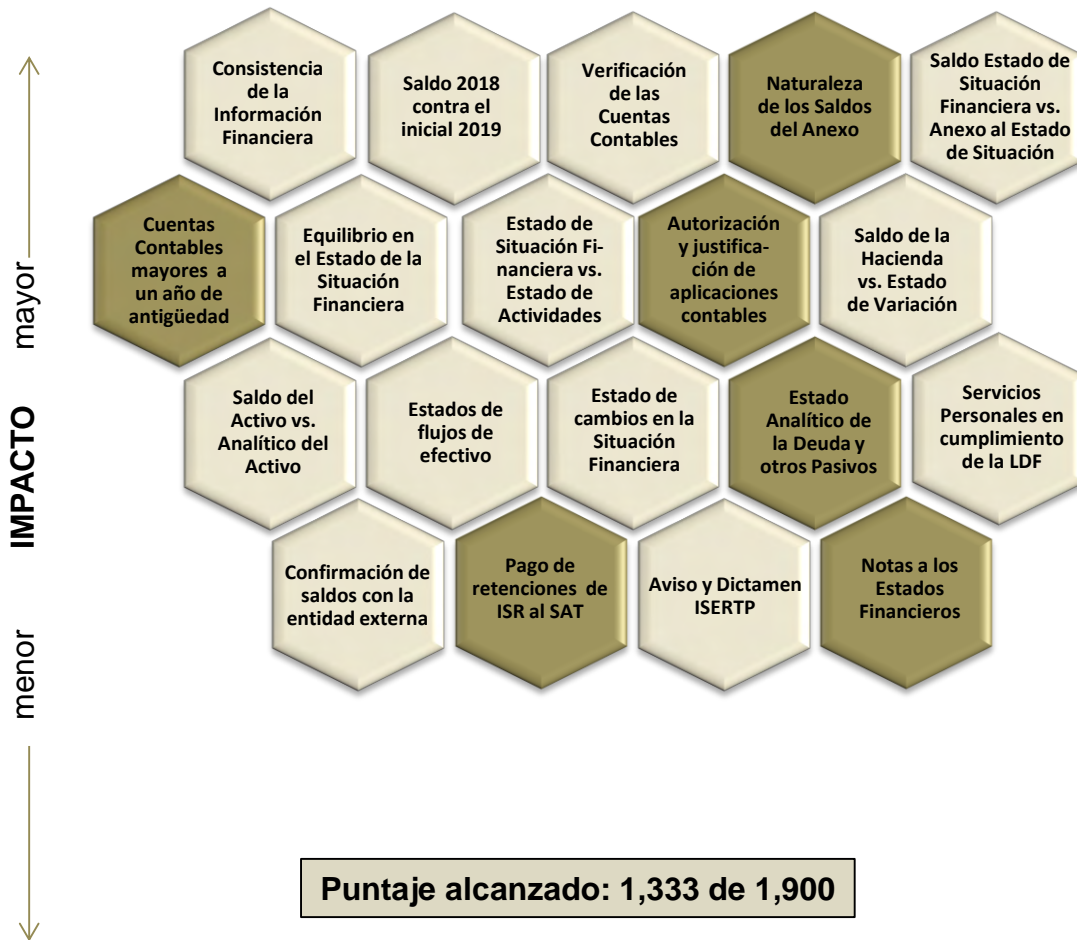 Consistencia
de la
Información
Financiera
Saldo 2018
contra el
inicial 2019
Verificación
de las
Cuentas
Contables
Naturaleza
de los Saldos
del Anexo
Saldo Estado de
Situación
Financiera vs.
Anexo al Estado
de Situación
Cuentas
Contables
mayores a
un año de
antigüedad
Equilibrio en
el Estado de la
Situación
Financiera
Estado de
Situación Fi-
nanciera vs.
Estado de
Actividades
Autorización
y justifica-
ción de
aplicaciones
contables
Saldo de la
Hacienda
vs. Estado
de Variación
Saldo del
Activo vs.
Analítico del
Activo
Estados de
flujos de
efectivo
Estado de
cambios en la
Situación
Financiera
Estado
Analítico de
la Deuda y
otros Pasivos
Servicios
Personales en
cumplimiento
de la LDF
Confirmación de
saldos con la
entidad externa
Pago de
retenciones de
ISR al SAT
Aviso y Dictamen
ISERTP
Notas a los
Estados
Financieros
mayor
IMPACTO
menor
Puntaje alcanzado: 1,333 de 1,900